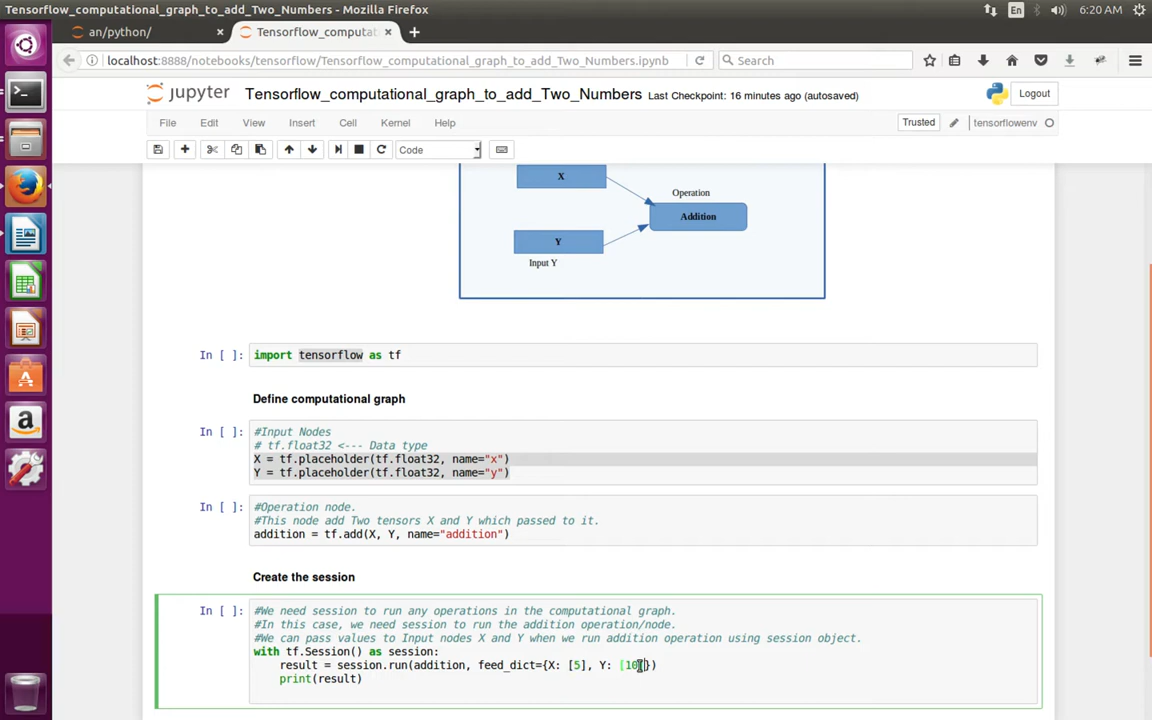 Tensorflow_computational_graph_to_add_Two_Numbers - Mozilla Firefox
En
6:20 AM
an/python/
Tensorflow_computat
localhost:8888/notebooks/tensorflow/Tensorflow_computational_graph_to_add_Two_Numbers.ipynb
Search
jupyter
Tensorflow_computational_graph_to_add_Two_Numbers
Last Checkpoint: 16 minutes ago (autosaved)
Logout
File Edit View Insert Cell Kernel Help
Trusted
tensorflowenv
Code
X
Operation
Addition
Y
Input Y
In [ ]: import tensorflow as tf
Define computational graph
In [ ]: #Input Nodes
# tf.float32 <--- Data type
X = tf.placeholder(tf.float32, name="x")
Y = tf.placeholder(tf.float32, name="y")
In [ ]: #Operation node.
#This node add Two tensors X and Y which passed to it.
addition = tf.add(X, Y, name="addition")
Create the session
In [ ]: #We need session to run any operations in the computational graph.
#In this case, we need session to run the addition operation/node.
#We can pass values to Input nodes X and Y when we run addition operation using session object.
with tf.Session() as session:
result = session.run(addition, feed_dict={X: [5], Y: [10]})
print(result)